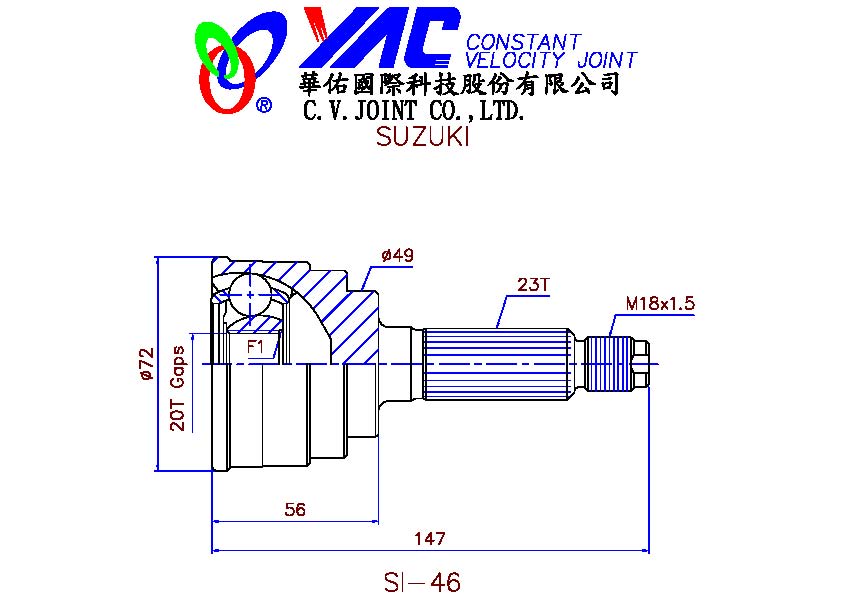 YAC CONSTANT
VELOCITY JOINT
華佑國際科技股份有限公司
®
C.V.JOINT CO.,LTD.
SUZUKI
ø49
23T
M18x1.5
F1
ø72
20T Gaps
56
147
SI-46